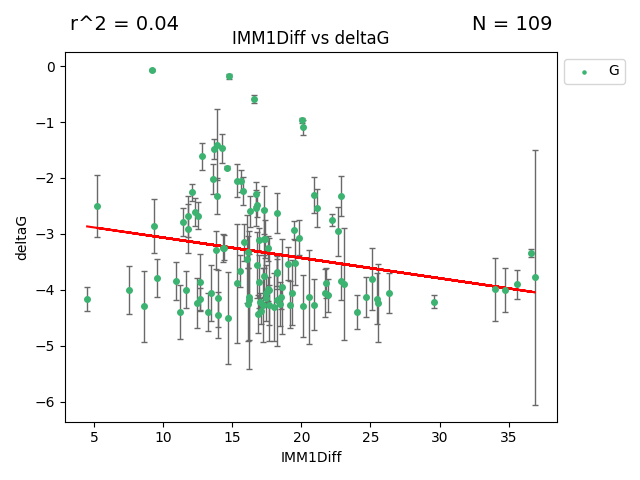 r^2 = 0.04
N = 109
IMM1Diff vs deltaG
G
0
−1
−2
−3
−4
−5
−6
deltaG
5 10 15 20 25 30 35
IMM1Diff